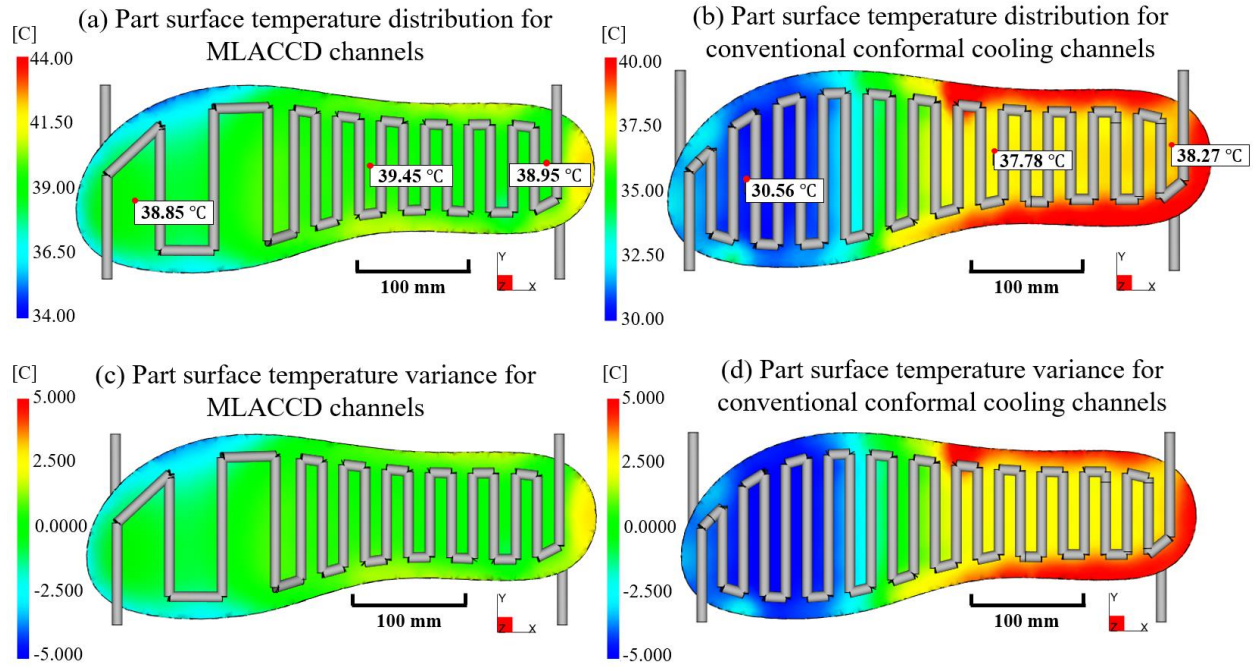 (a) Part surface temperature distribution for
MLACCD channels
[C]
44.00
41.50
39.00
36.50
34.00
38.85 °C
39.45 °C
38.95 °C
100 mm
Y
Z X
(b) Part surface temperature distribution for
conventional conformal cooling channels
[C]
40.00
37.50
35.00
32.50
30.00
30.56 °C
37.78 °C
38.27 °C
100 mm
Y
Z X
(c) Part surface temperature variance for
MLACCD channels
[C]
5.000
2.500
0.0000
-2.500
-5.000
100 mm
Y
Z X
(d) Part surface temperature variance for
conventional conformal cooling channels
[C]
5.000
2.500
0.0000
-2.500
-5.000
100 mm
Y
Z X